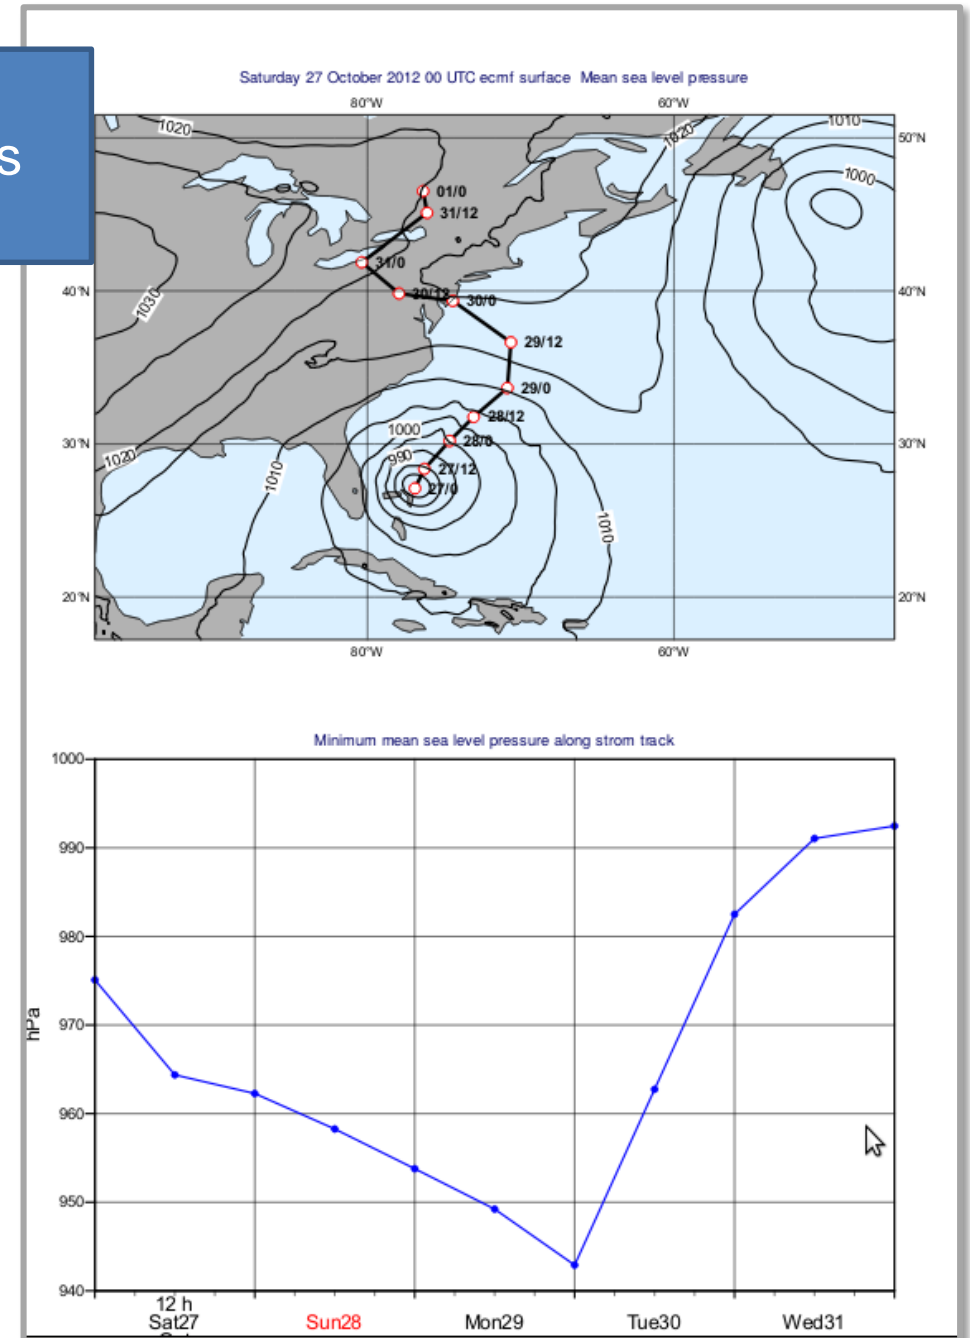 s
Saturday 27 October 2012 00 UTC ecmf surface Mean sea level pressure
80°W 60°W
1020 1020 1010 50°N
1000
01/0
31/12
31/0
1030
40°N 30/12 30/0 40°N
29/12
29/0
28/12
1000
30°N 28/0 30°N
1020 990
1010 27/12
27/0
1010
20°N 20°N
80°W 60°W
Minimum mean sea level pressure along strom track
1000
990
980
970
hPa
960
950
940
12 h
Sat27 Sun28 Mon29 Tue30 Wed31